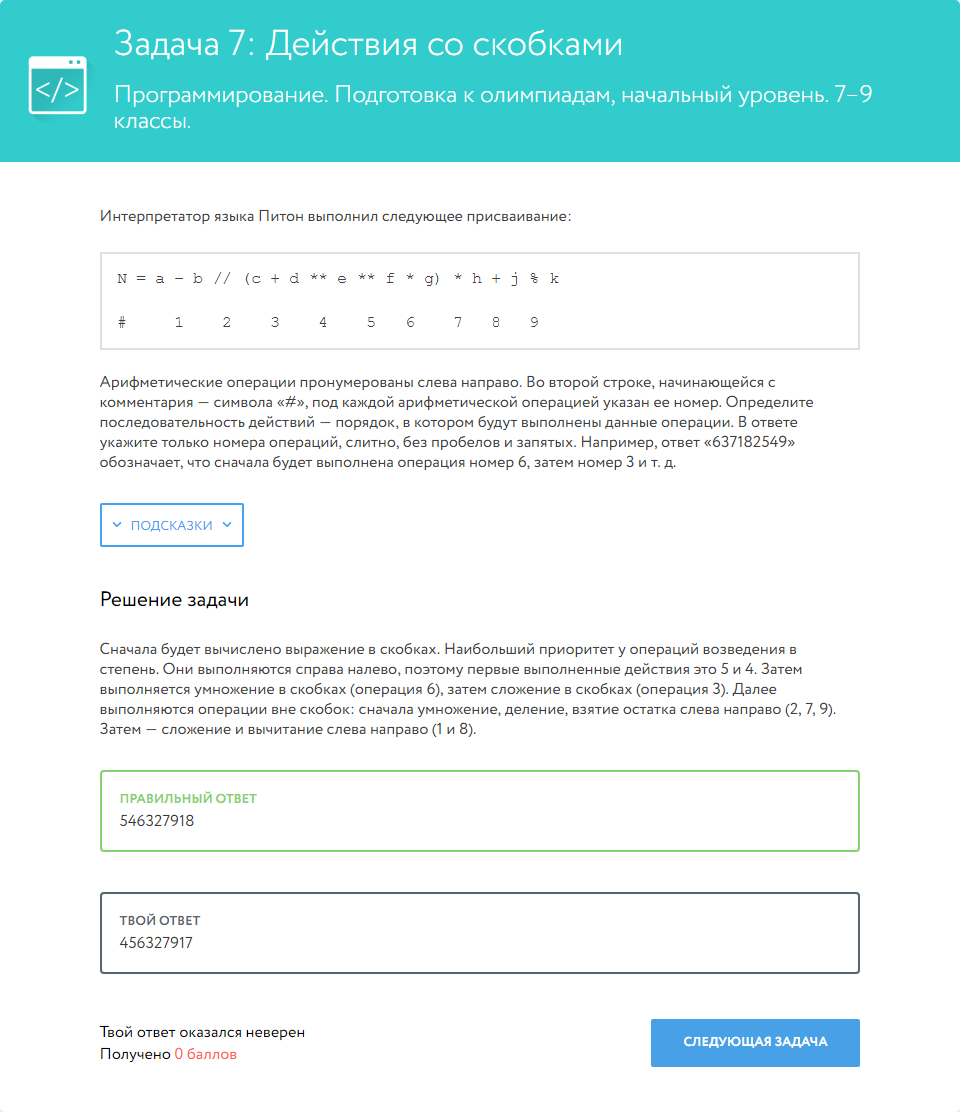 Задача 7: Действия со скобками
</>
Программирование. Подготовка к олимпиадам, начальный уровень. 7–9
классы.
Интерпретатор языка Питон выполнил следующее присваивание:
N = a - b // (c + d ** e ** f * g) * h + j % k
# 1 2 3 4 5 6 7 8 9
Арифметические операции пронумерованы слева направо. Во второй строке, начинающейся с
комментария — символа «#», под каждой арифметической операцией указан ее номер. Определите
последовательность действий — порядок, в котором будут выполнены данные операции. В ответе
укажите только номера операций, слитно, без пробелов и запятых. Например, ответ «637182549»
обозначает, что сначала будет выполнена операция номер 6, затем номер 3 и т. д.
ПОДСКАЗКИ
Решение задачи
Сначала будет вычислено выражение в скобках. Наибольший приоритет у операций возведения в
степень. Они выполняются справа налево, поэтому первые выполненные действия это 5 и 4. Затем
выполняется умножение в скобках (операция 6), затем сложение в скобках (операция 3). Далее
выполняются операции вне скобок: сначала умножение, деление, взятие остатка слева направо (2, 7, 9).
Затем — сложение и вычитание слева направо (1 и 8).
ПРАВИЛЬНЫЙ ОТВЕТ
546327918
ТВОЙ ОТВЕТ
456327917
Твой ответ оказался неверен
Получено 0 баллов
СЛЕДУЮЩАЯ ЗАДАЧА